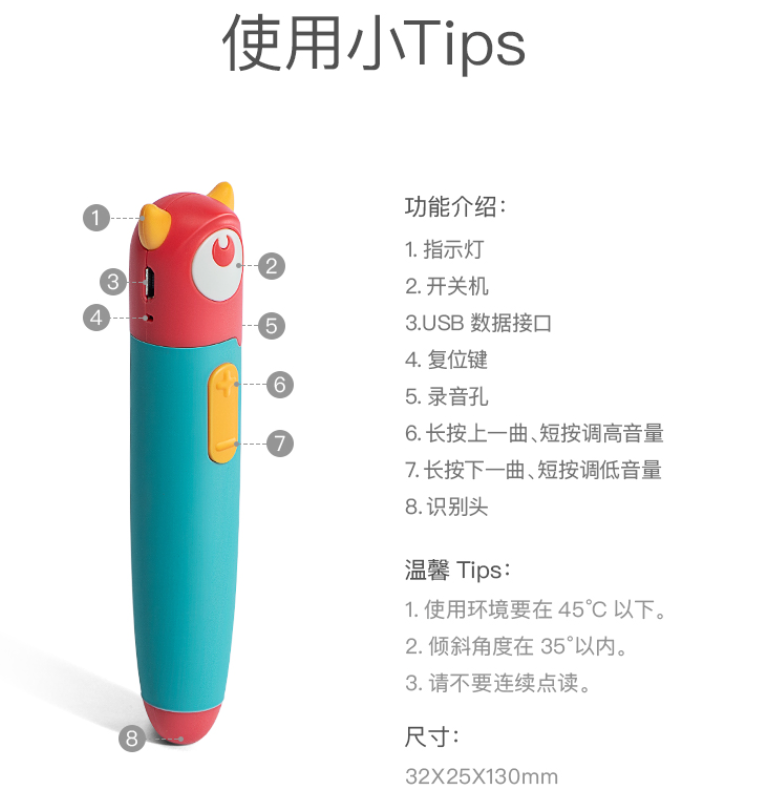 使用小Tips
1
2
3
4
5
6
7
8
功能介绍：
1. 指示灯
2. 开关机
3.USB 数据接口
4. 复位键
5. 录音孔
6.长按上一曲、短按调高音量
7.长按下一曲、短按调低音量
8.识别头
温馨 Tips：
1. 使用环境要在 45°C 以下。
2. 倾斜角度在 35°以内。
3. 请不要连续点读。
尺寸：
32X25X130mm